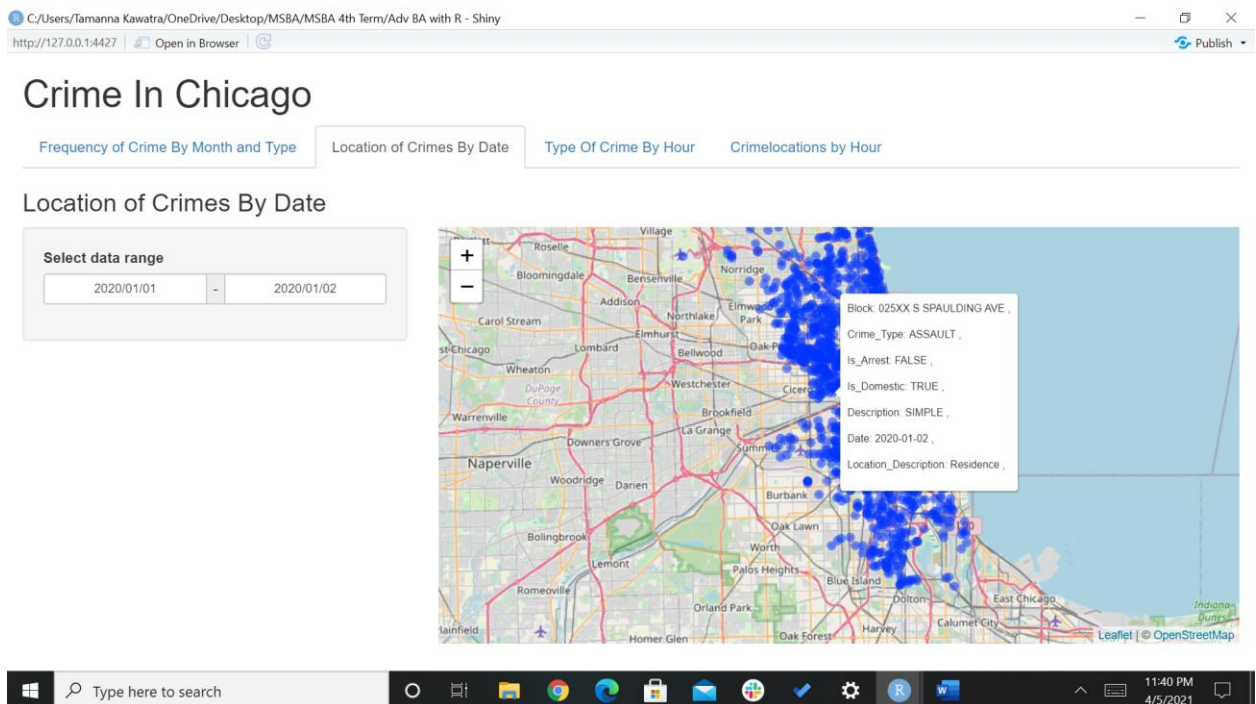 C:/Users/Tamanna Kawatra/OneDrive/Desktop/MSBA/MSBA 4th Term/Adv BA with R - Shiny
http://127.0.0.1:4427 Open in Browser Publish
Crime In Chicago
Frequency of Crime By Month and Type Location of Crimes By Date Type Of Crime By Hour Crimelocations by Hour
Location of Crimes By Date
Select data range
2020/01/01 - 2020/01/02
+
−
Village
Roselle
Bloomingdale
Bensenville
Norridge
Addison
Northlake
Elmwood
Park
Carol Stream
Elmhurst
Lombard
Bellwood
Wheaton
Westchester
Cicero
DuPage
County
Brookfield
Warrenville
La Grange
Downers Grove
Naperville
Woodridge
Darien
Burbank
Oak Lawn
Bolingbrook
Worth
Lemont
Palos Heights
Blue Island
Romeoville
Dolton
East Chicago
Orland Park
Harvey
Calumet City
Homer Glen
Oak Forest
Indiana
Dunes
Block: 025XX S SPAULDING AVE ,
Crime_Type: ASSAULT ,
Is_Arrest: FALSE ,
Is_Domestic: TRUE ,
Description: SIMPLE ,
Date: 2020-01-02 ,
Location_Description: Residence ,
Leaflet | © OpenStreetMap
Type here to search
11:40 PM
4/5/2021